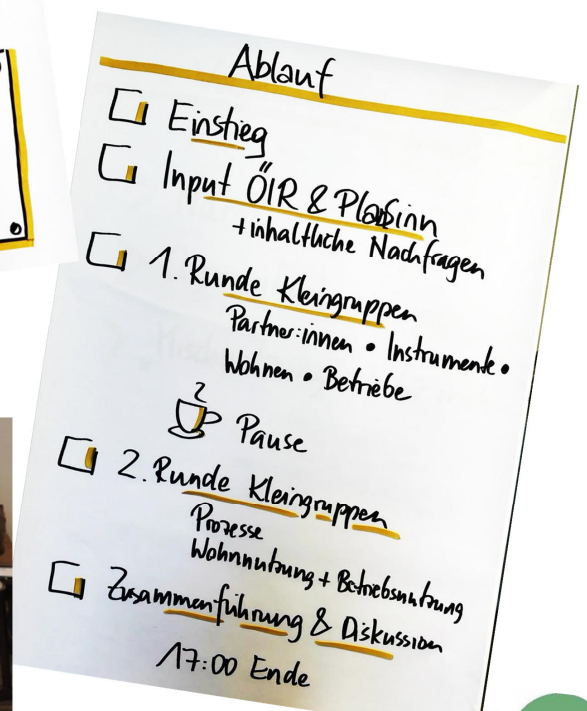 Ablauf
Einstieg
Input ÖIR & Plansinn
+ inhaltliche Nachfragen
1. Runde Kleingruppen
Partner:innen • Instrumente •
Wohnen • Betriebe
Pause
2. Runde Kleingruppen
Prozesse
Wohnnutzung + Betriebsnutzung
Zusammenführung & Diskussion
17:00 Ende